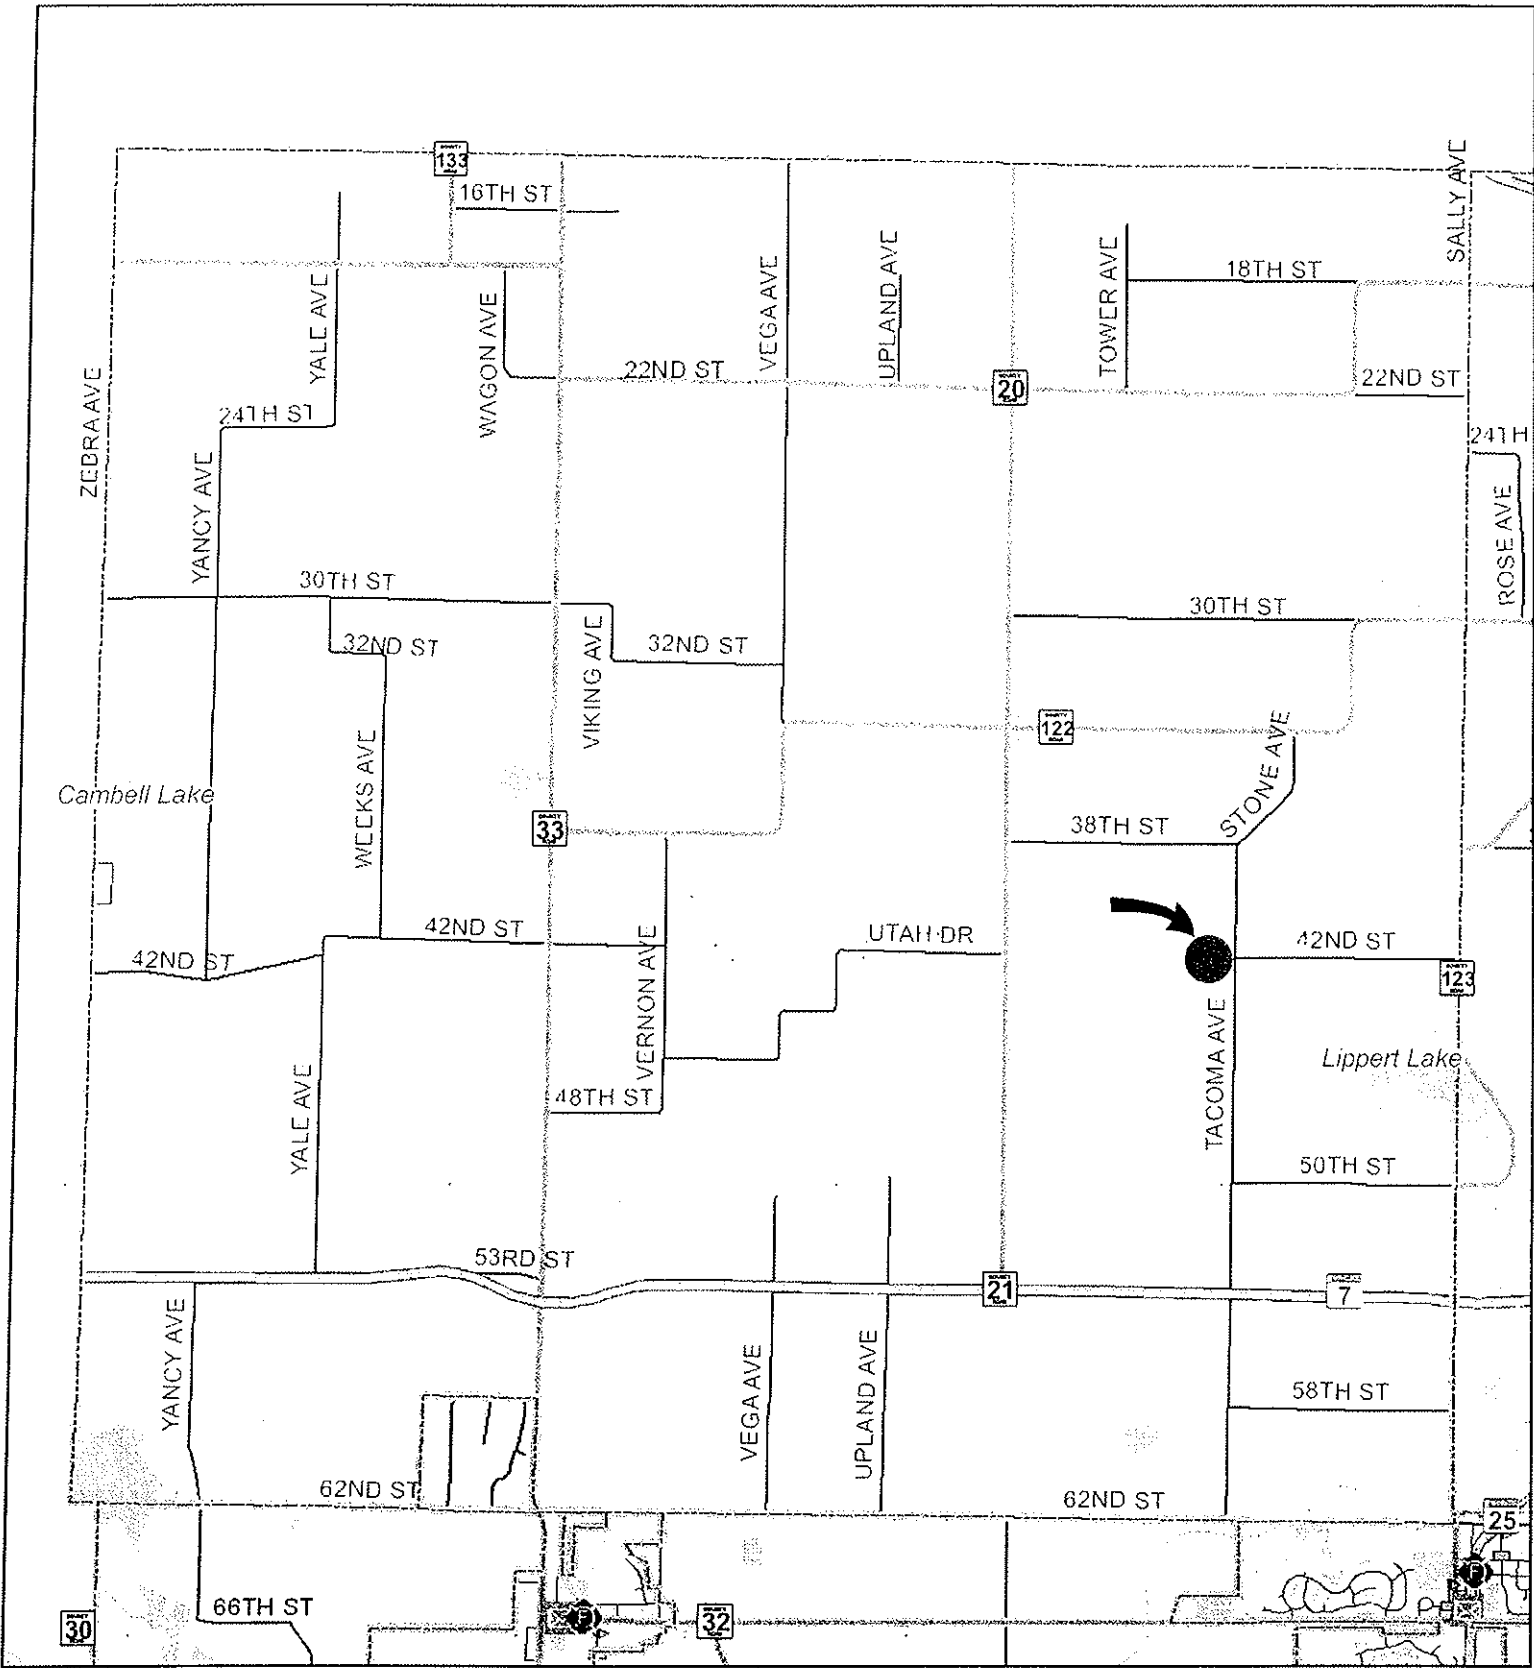 133
SALLY AVE
16TH ST
18TH ST
YALE AVE
WAGON AVE
VEGA AVE
UPLAND AVE
TOWER AVE
22ND ST
20
22ND ST
ZEBRA AVE
24TH ST
24TH
YANCY AVE
ROSE AVE
30TH ST
30TH ST
32ND ST
VIKING AVE
32ND ST
122
STONE AVE
WEEKS AVE
Cambell Lake
33
38TH ST
42ND ST
42ND ST
VERNON AVE
UTAH DR
42ND ST
123
TACOMA AVE
Lippert Lake
YALE AVE
48TH ST
50TH ST
53RD ST
21
7
YANCY AVE
VEGA AVE
UPLAND AVE
58TH ST
62ND ST
62ND ST
25
F
66TH ST
30
F
32